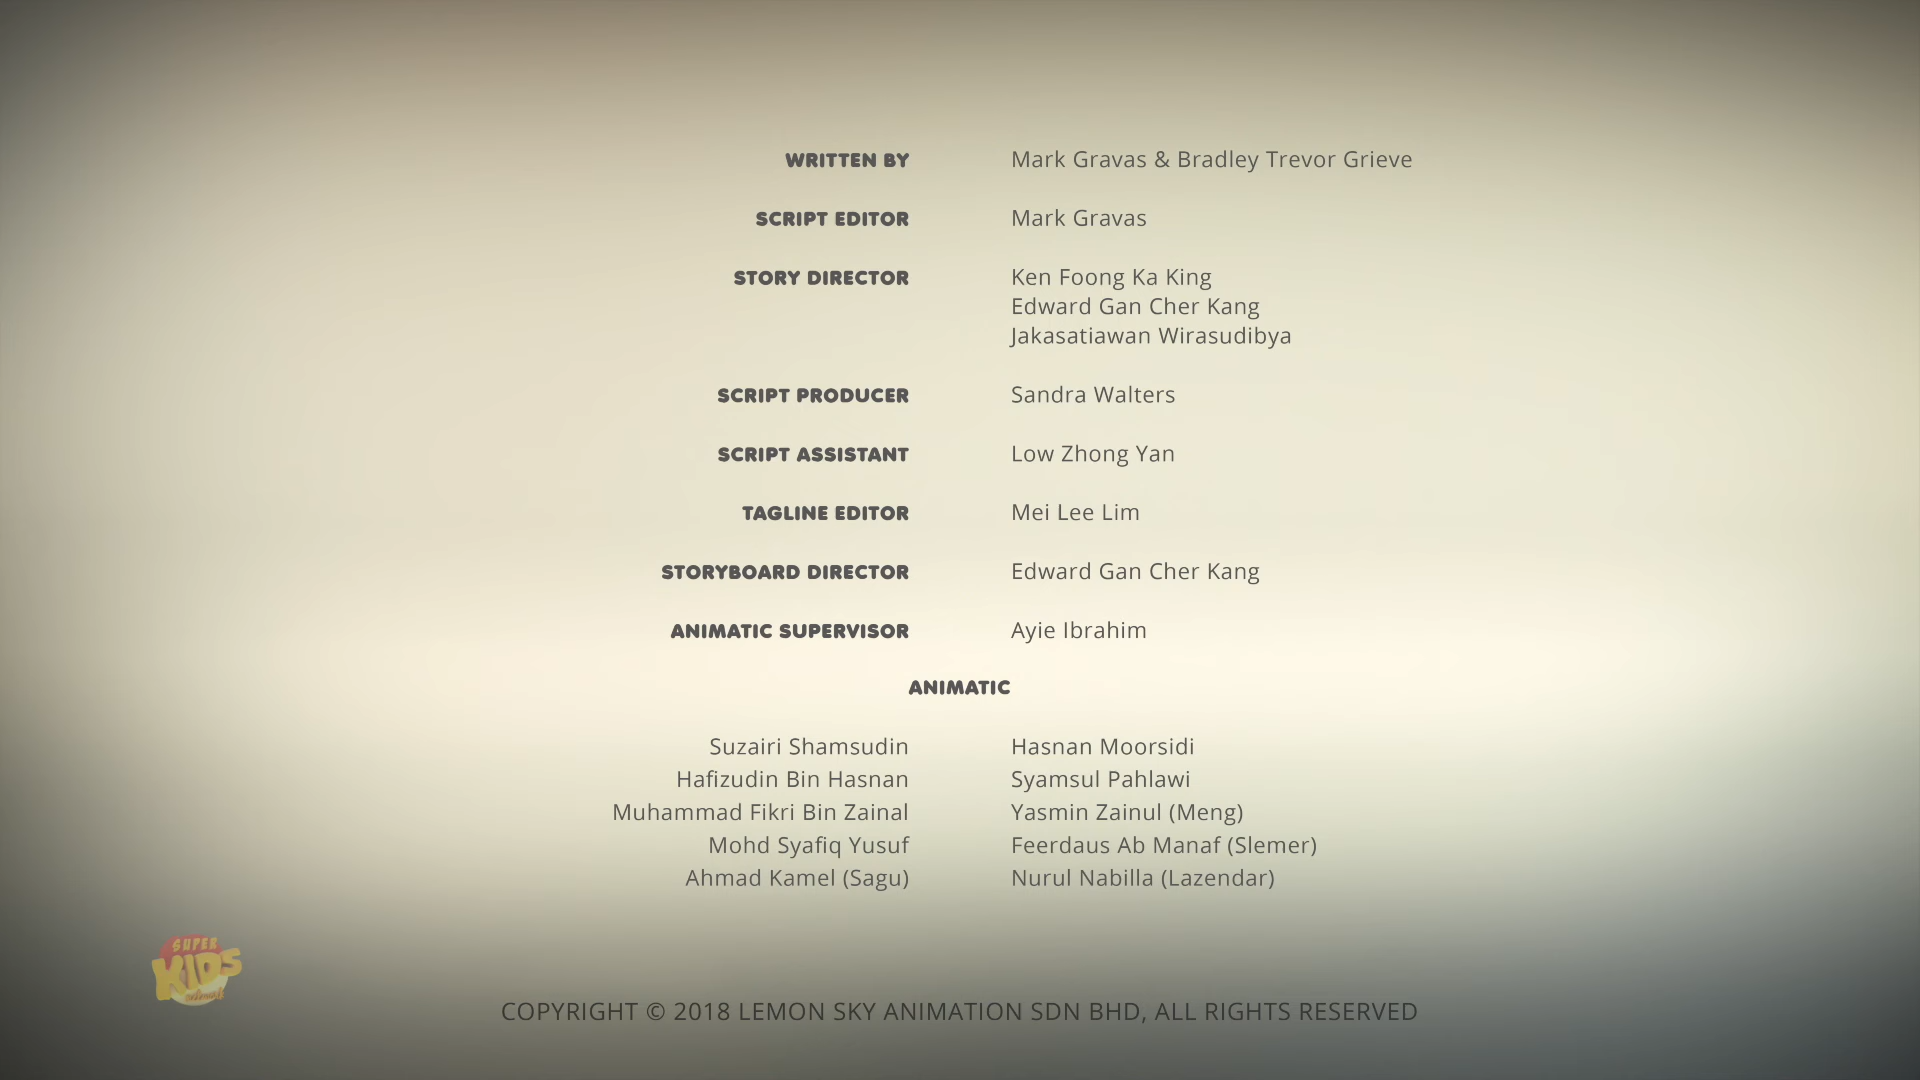 WRITTEN BY Mark Gravas & Bradley Trevor Grieve
SCRIPT EDITOR Mark Gravas
STORY DIRECTOR Ken Foong Ka King
Edward Gan Cher Kang
Jakasatiawan Wirasudibya
SCRIPT PRODUCER Sandra Walters
SCRIPT ASSISTANT Low Zhong Yan
TAGLINE EDITOR Mei Lee Lim
STORYBOARD DIRECTOR Edward Gan Cher Kang
ANIMATIC SUPERVISOR Ayie Ibrahim
ANIMATIC
Suzairi Shamsudin Hasnan Moorsidi
Hafizudin Bin Hasnan Syamsul Pahlawi
Muhammad Fikri Bin Zainal Yasmin Zainul (Meng)
Mohd Syafiq Yusuf Feerdaus Ab Manaf (Slemer)
Ahmad Kamel (Sagu) Nurul Nabilla (Lazendar)
SUPER
KIDS
COPYRIGHT © 2018 LEMON SKY ANIMATION SDN BHD, ALL RIGHTS RESERVED